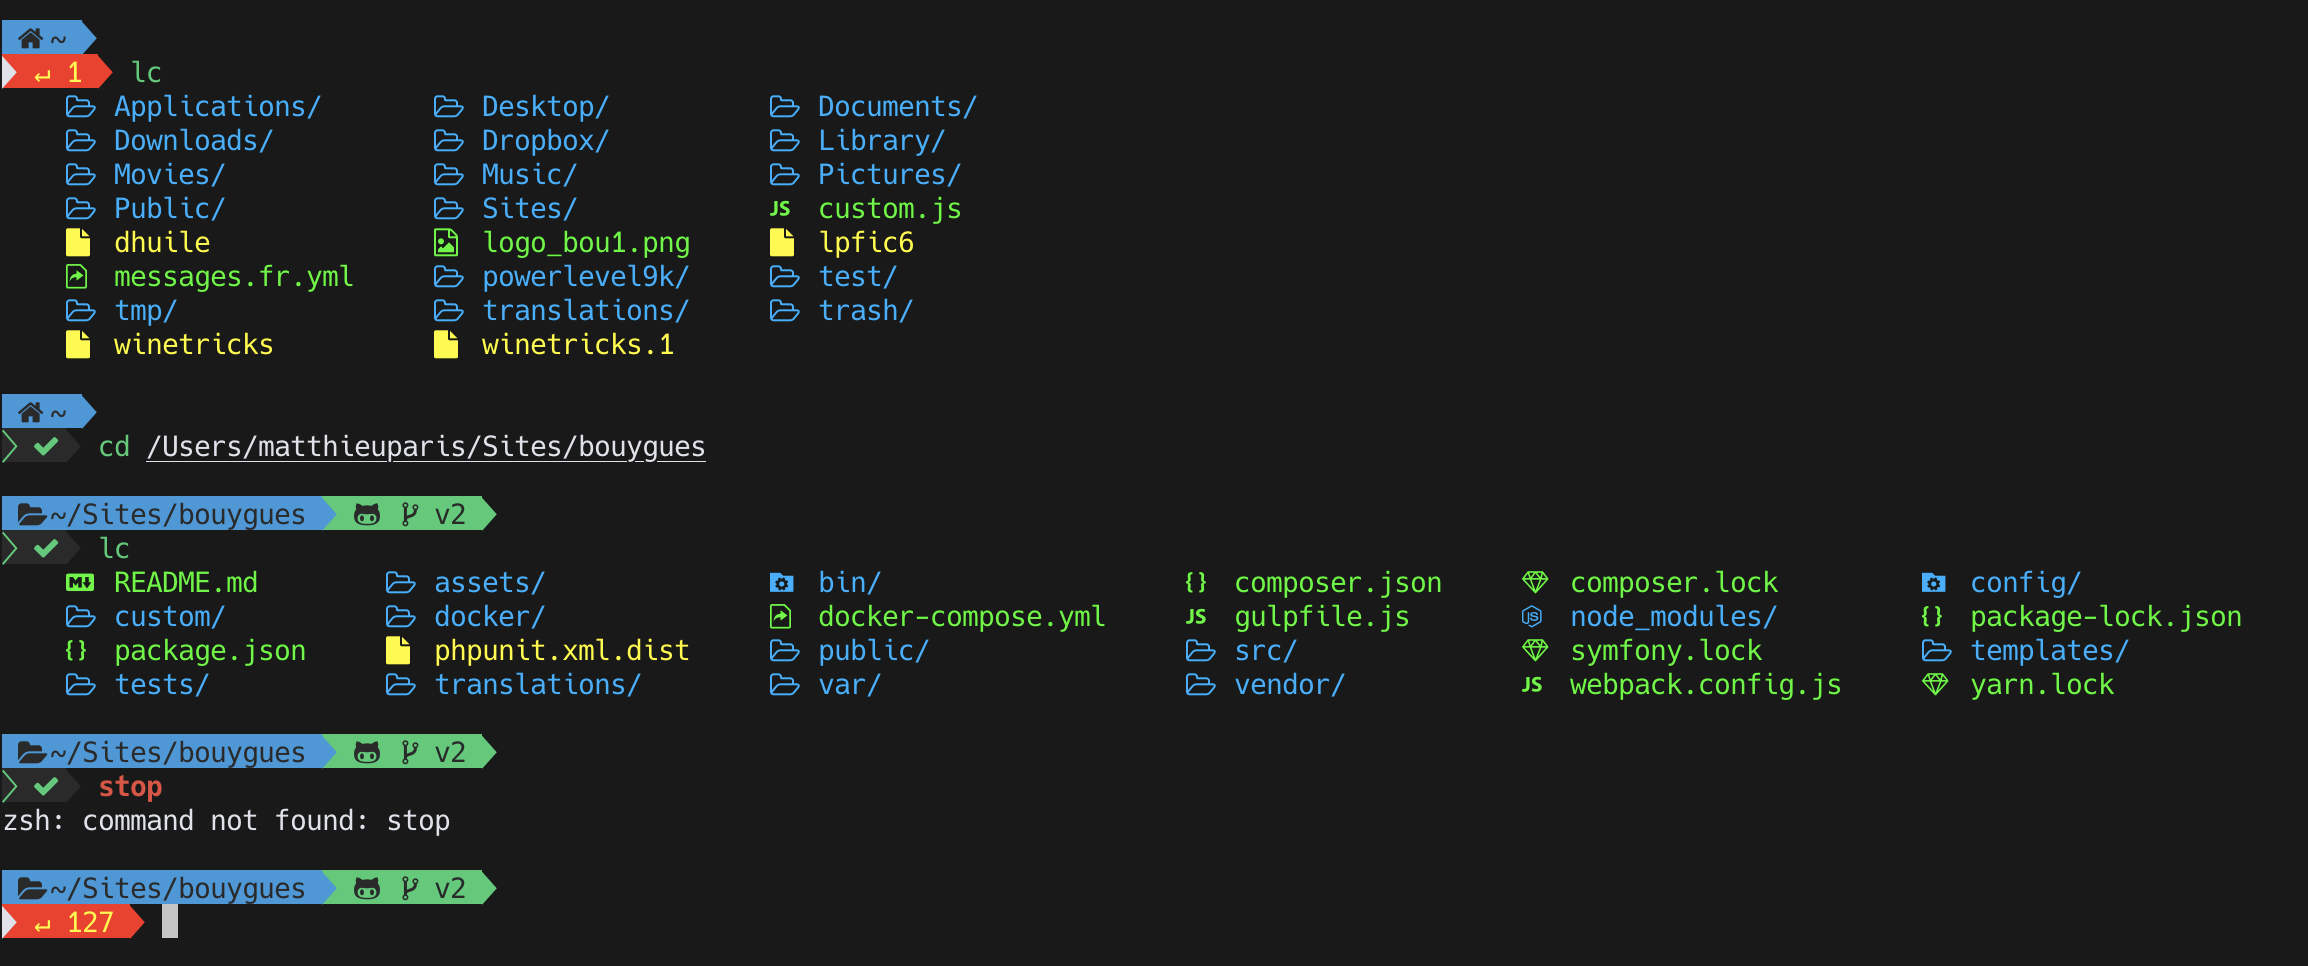 ~
↵ 1 lc
Applications/ Desktop/ Documents/
Downloads/ Dropbox/ Library/
Movies/ Music/ Pictures/
Public/ Sites/ JS custom.js
dhuile logo_bou1.png lpfic6
messages.fr.yml powerlevel9k/ test/
tmp/ translations/ trash/
winetricks winetricks.1
~
cd /Users/matthieuparis/Sites/bouygues
~/Sites/bouygues v2
lc
M README.md assets/ bin/ {} composer.json composer.lock config/
custom/ docker/ docker-compose.yml JS gulpfile.js JS node_modules/ {} package-lock.json
{} package.json phpunit.xml.dist public/ src/ symfony.lock templates/
tests/ translations/ var/ vendor/ JS webpack.config.js yarn.lock
~/Sites/bouygues v2
stop
zsh: command not found: stop
~/Sites/bouygues v2
↵ 127